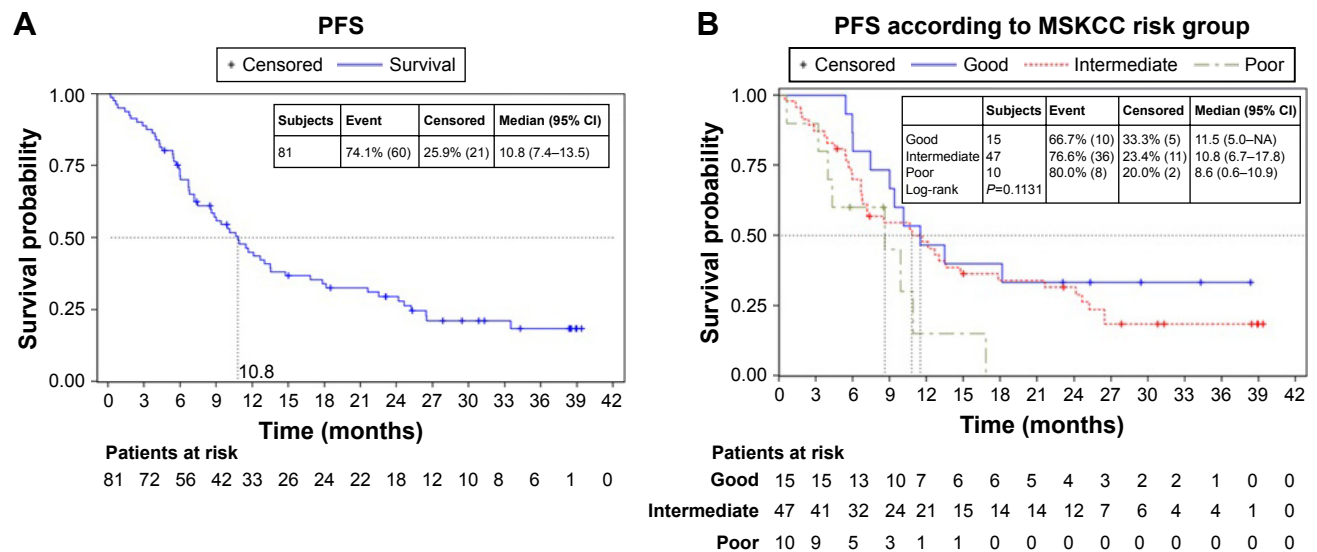 A
PFS
Censored Survival
Survival probability
1.00
0.75
0.50
0.25
0.00
Subjects Event Censored Median (95% CI)
81 74.1% (60) 25.9% (21) 10.8 (7.4–13.5)
10.8
0 3 6 9 12 15 18 21 24 27 30 33 36 39 42
Time (months)
Patients at risk
81 72 56 42 33 26 24 22 18 12 10 8 6 1 0
B
PFS according to MSKCC risk group
Censored Good Intermediate Poor
Survival probability
1.00
0.75
0.50
0.25
0.00
Subjects Event Censored Median (95% CI)
Good 15 66.7% (10) 33.3% (5) 11.5 (5.0–NA)
Intermediate 47 76.6% (36) 23.4% (11) 10.8 (6.7–17.8)
Poor 10 80.0% (8) 20.0% (2) 8.6 (0.6–10.9)
Log-rank P=0.1131
0 3 6 9 12 15 18 21 24 27 30 33 36 39 42
Time (months)
Patients at risk
Good 15 15 13 10 7 6 6 5 4 3 2 2 1 0 0
Intermediate 47 41 32 24 21 15 14 14 12 7 6 4 4 1 0
Poor 10 9 5 3 1 1 0 0 0 0 0 0 0 0 0